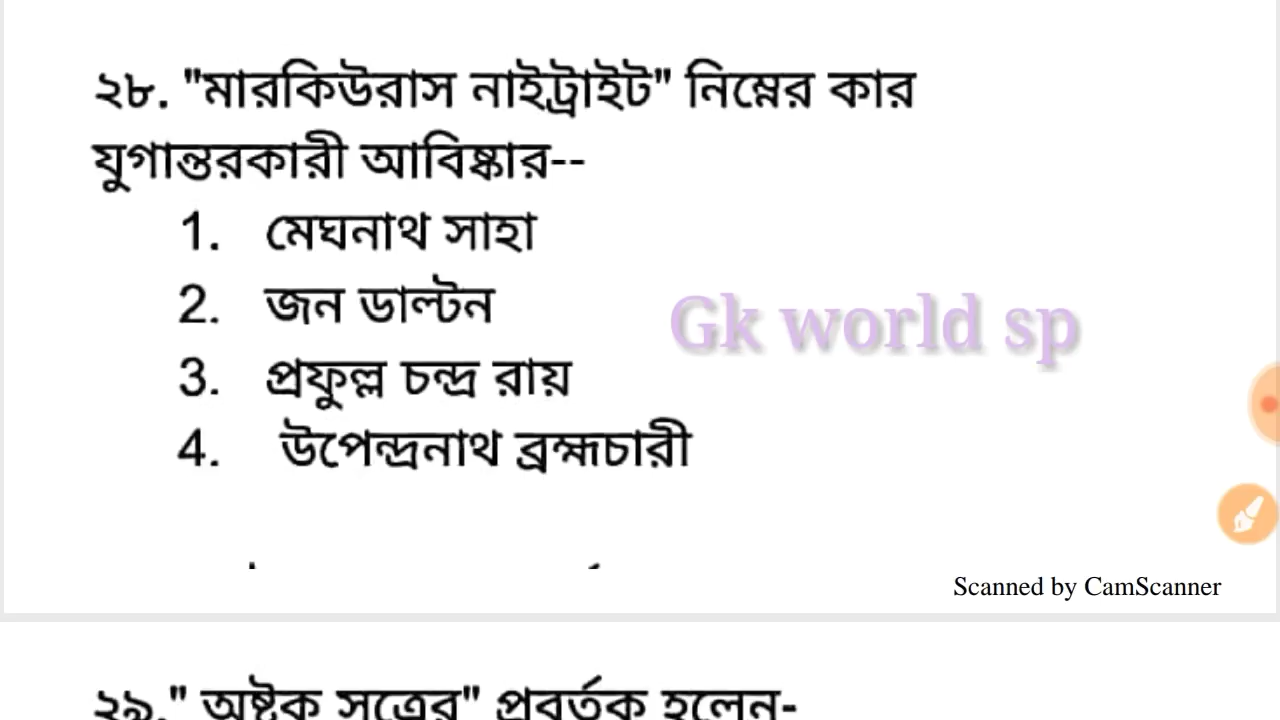 ২৮. "মারকিউরাস নাইট্রাইট" নিম্নের কার
যুগান্তরকারী আবিষ্কার--
1. মেঘনাথ সাহা
2. জন ডাল্টন
3. প্রফুল্ল চন্দ্র রায়
4. উপেন্দ্রনাথ ব্রহ্মচারী
Gk world sp
Scanned by CamScanner
২৯." অষ্টক সূত্রের" প্রবর্তক হলেন-